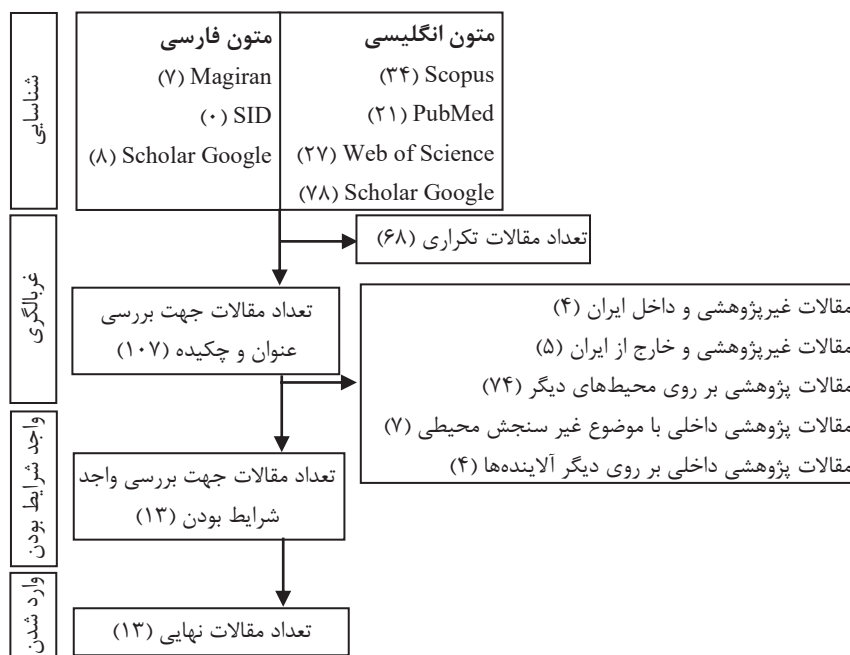 شناسایی
متون انگلیسی
Scopus (۳۴)
PubMed (۲۱)
Web of Science (۲۷)
Scholar Google (۷۸)
متون فارسی
Magiran (۷)
SID (۰)
Scholar Google (۸)
غربالگری
تعداد مقالات تکراری (۶۸)
تعداد مقالات جهت بررسی
عنوان و چکیده (۱۰۷)
مقالات غیرپژوهشی و داخل ایران (۴)
مقالات غیرپژوهشی و خارج از ایران (۵)
مقالات پژوهشی بر روی محیط‌های دیگر (۷۴)
مقالات پژوهشی داخلی با موضوع غیر سنجش محیطی (۷)
مقالات پژوهشی داخلی بر روی دیگر آلاینده‌ها (۴)
واجد شرایط بودن
تعداد مقالات جهت بررسی واجد
شرایط بودن (۱۳)
وارد شدن
تعداد مقالات نهایی (۱۳)